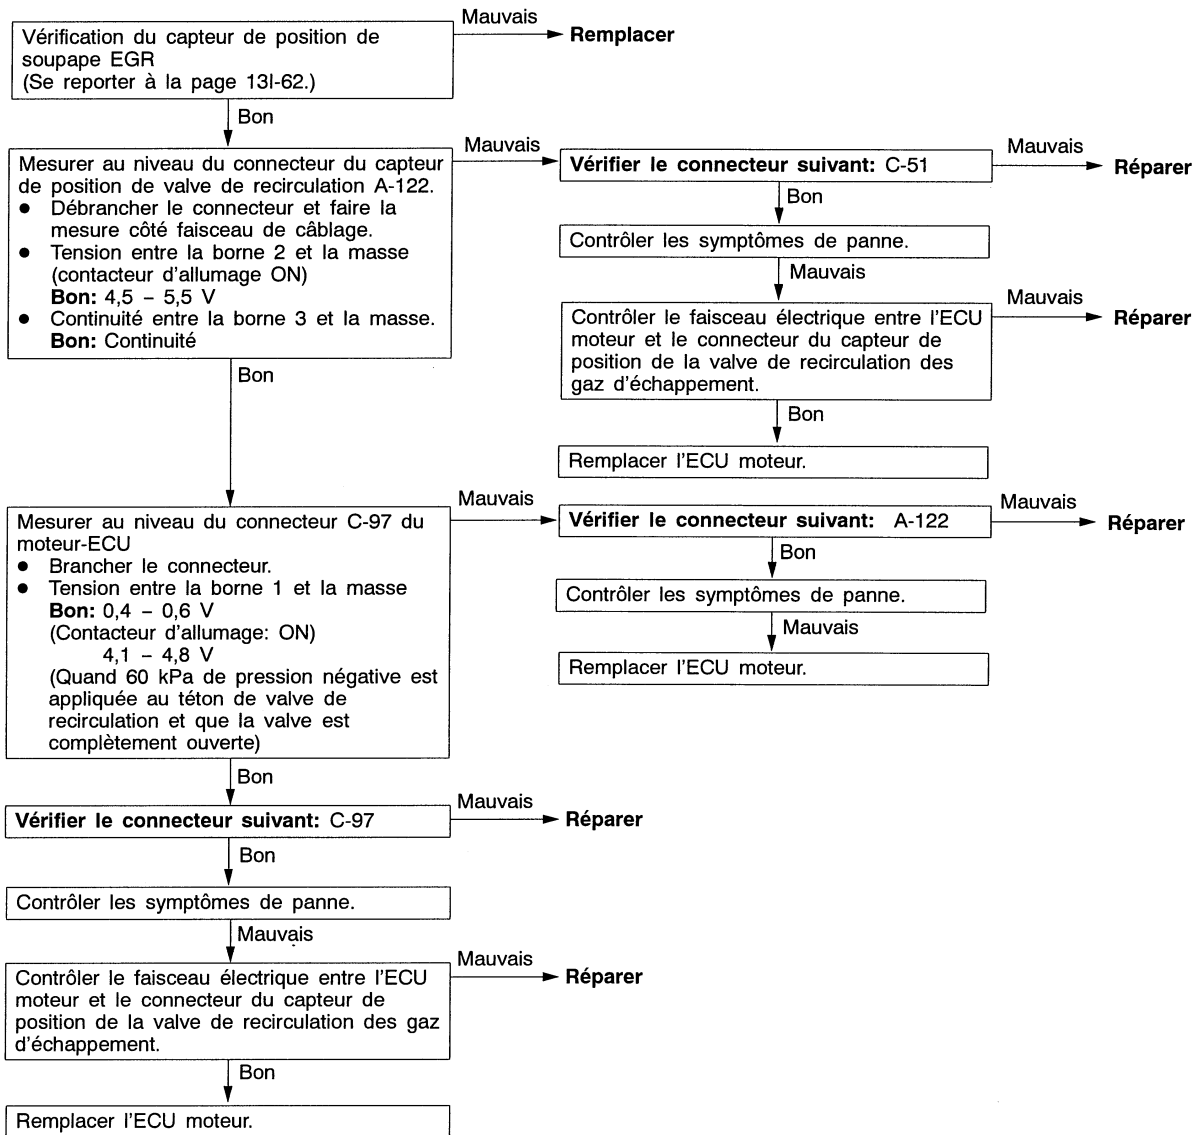 Vérification du capteur de position de
soupape EGR
(Se reporter à la page 13I-62.)
Mauvais
Remplacer
Bon
Mesurer au niveau du connecteur du capteur
de position de valve de recirculation A-122.
● Débrancher le connecteur et faire la
mesure côté faisceau de câblage.
● Tension entre la borne 2 et la masse
(contacteur d'allumage ON)
Bon: 4,5 – 5,5 V
● Continuité entre la borne 3 et la masse.
Bon: Continuité
Mauvais
Vérifier le connecteur suivant: C-51
Mauvais
Réparer
Bon
Contrôler les symptômes de panne.
Mauvais
Contrôler le faisceau électrique entre l'ECU
moteur et le connecteur du capteur de
position de la valve de recirculation des
gaz d'échappement.
Mauvais
Réparer
Bon
Remplacer l'ECU moteur.
Bon
Mesurer au niveau du connecteur C-97 du
moteur-ECU
● Brancher le connecteur.
● Tension entre la borne 1 et la masse
Bon: 0,4 – 0,6 V
(Contacteur d'allumage: ON)
4,1 – 4,8 V
(Quand 60 kPa de pression négative est
appliquée au téton de valve de
recirculation et que la valve est
complètement ouverte)
Mauvais
Vérifier le connecteur suivant: A-122
Mauvais
Réparer
Bon
Contrôler les symptômes de panne.
Mauvais
Remplacer l'ECU moteur.
Bon
Vérifier le connecteur suivant: C-97
Mauvais
Réparer
Bon
Contrôler les symptômes de panne.
Mauvais
Contrôler le faisceau électrique entre l'ECU
moteur et le connecteur du capteur de
position de la valve de recirculation des gaz
d'échappement.
Mauvais
Réparer
Bon
Remplacer l'ECU moteur.